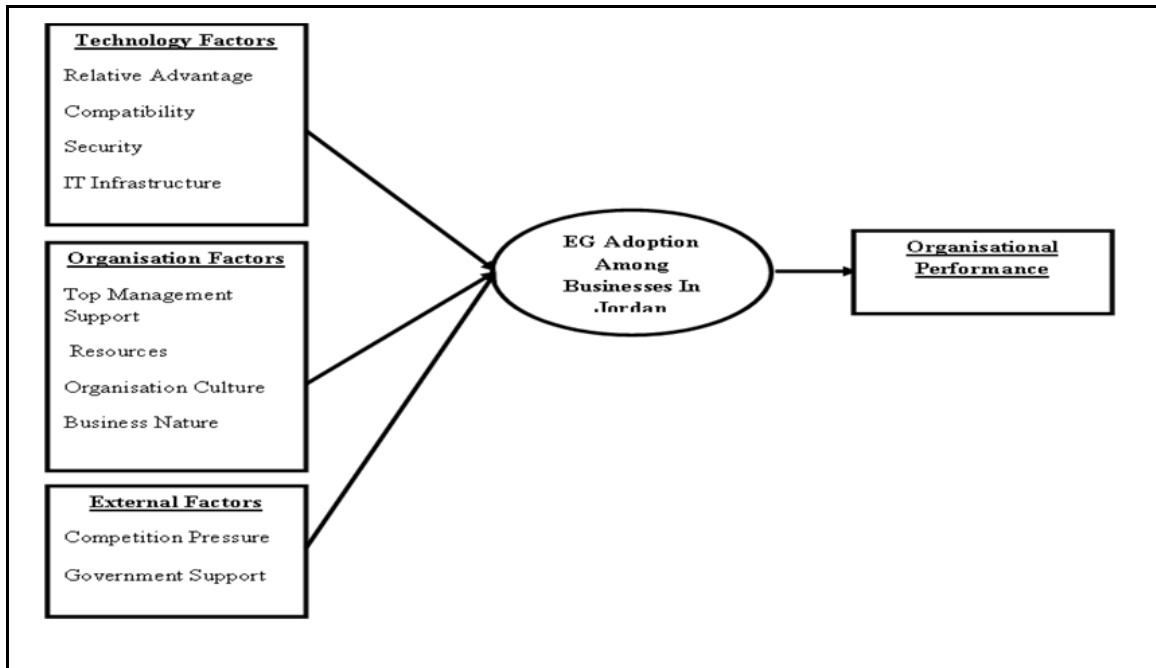 Technology Factors
Relative Advantage
Compatibility
Security
IT Infrastructure
Organisation Factors
Top Management
Support
Resources
Organisation Culture
Business Nature
External Factors
Competition Pressure
Government Support
EG Adoption
Among
Businesses In
Jordan
Organisational
Performance